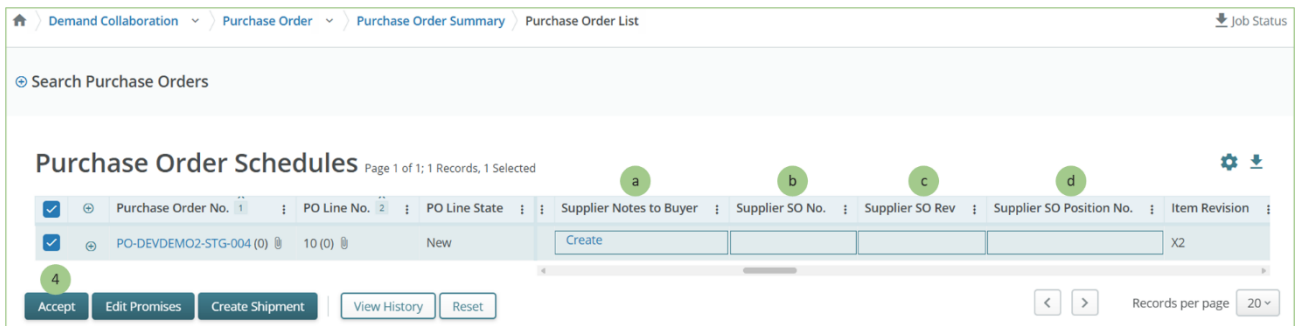 Demand Collaboration Purchase Order Purchase Order Summary Purchase Order List Job Status
Search Purchase Orders
Purchase Order Schedules Page 1 of 1; 1 Records, 1 Selected
a b c d
Purchase Order No. 1 PO Line No. 2 PO Line State Supplier Notes to Buyer Supplier SO No. Supplier SO Rev Supplier SO Position No. Item Revision
PO-DEVDEMO2-STG-004 (0) 10 (0) New Create X2
4
Accept Edit Promises Create Shipment View History Reset < > Records per page 20